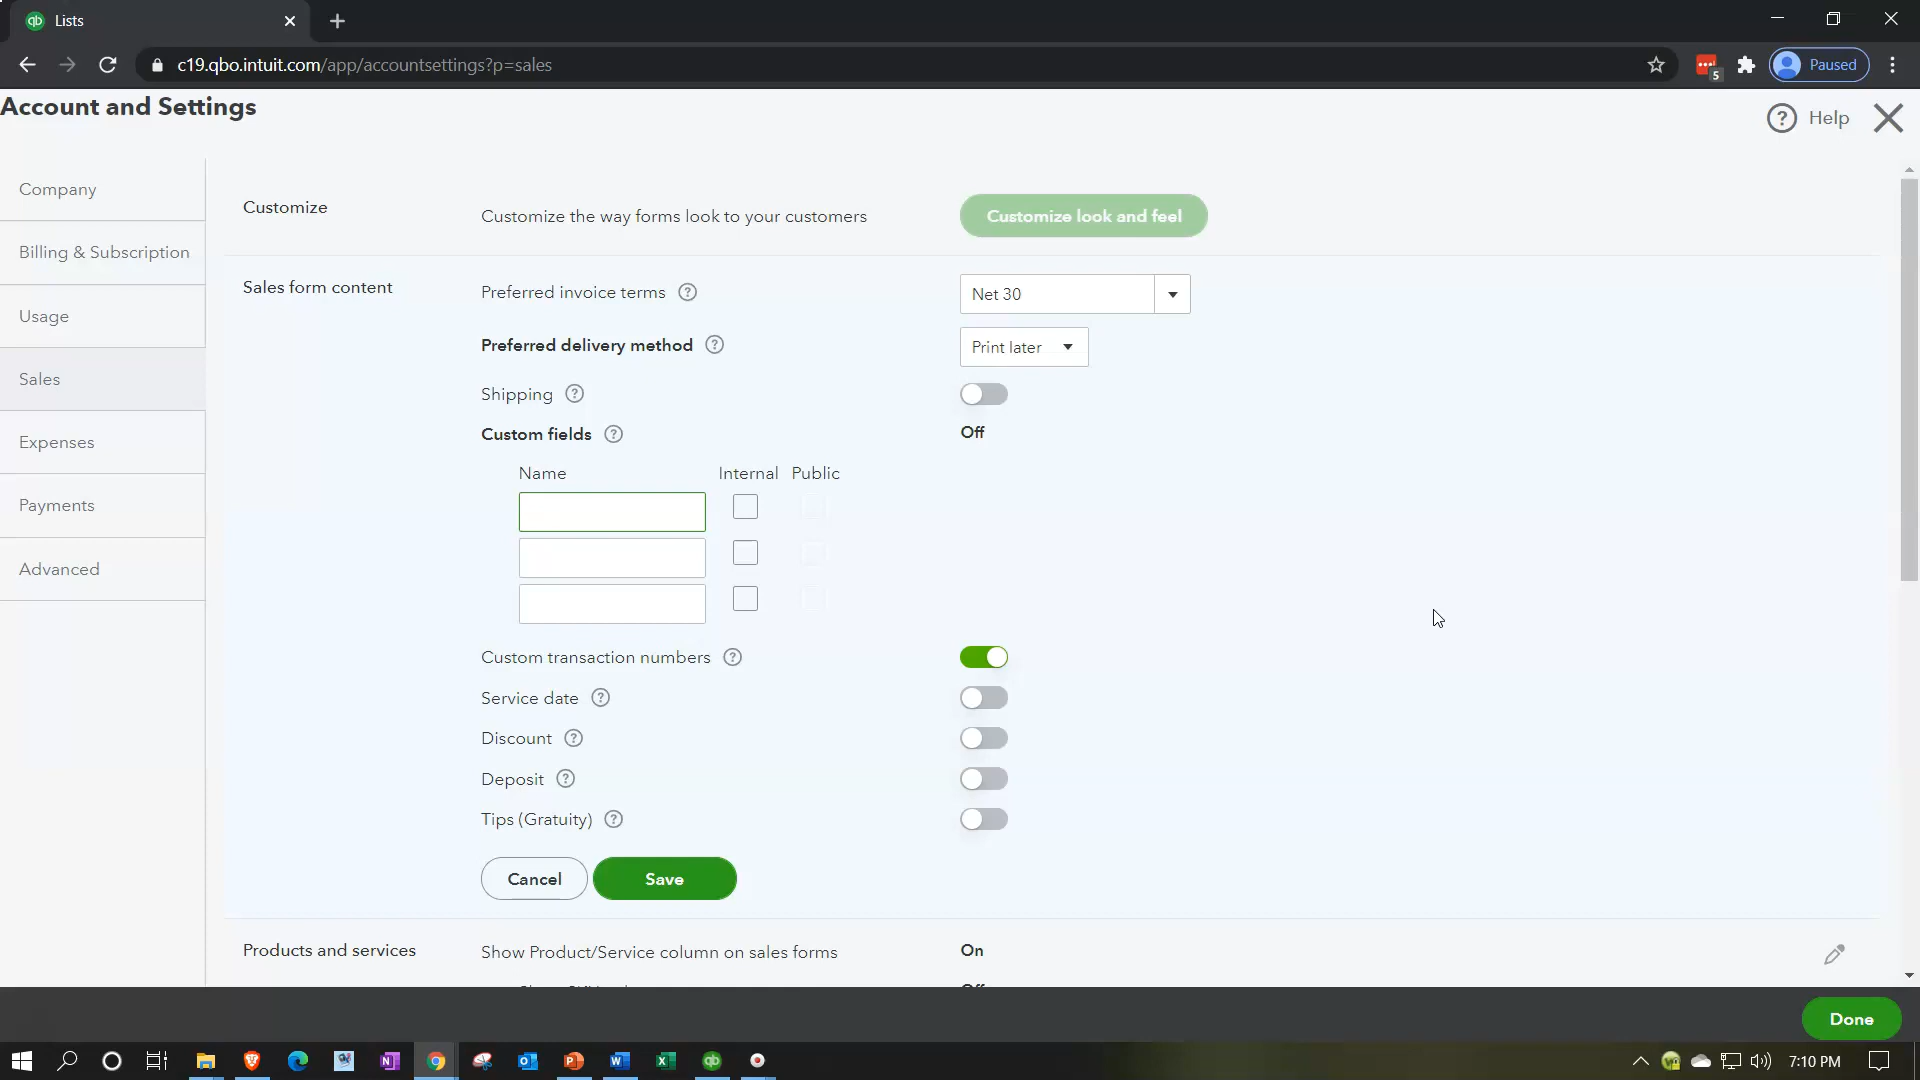 Lists
c19.qbo.intuit.com/app/accountsettings?p=sales
5
Paused
Account and Settings
? Help
Company
Billing & Subscription
Usage
Sales
Expenses
Payments
Advanced
Customize
Customize the way forms look to your customers
Customize look and feel
Sales form content
Preferred invoice terms ?
Net 30
Preferred delivery method ?
Print later
Shipping ?
Custom fields ?
Off
Name Internal Public
Custom transaction numbers ?
Service date ?
Discount ?
Deposit ?
Tips (Gratuity) ?
Cancel
Save
Products and services
Show Product/Service column on sales forms
On
Done
7:10 PM